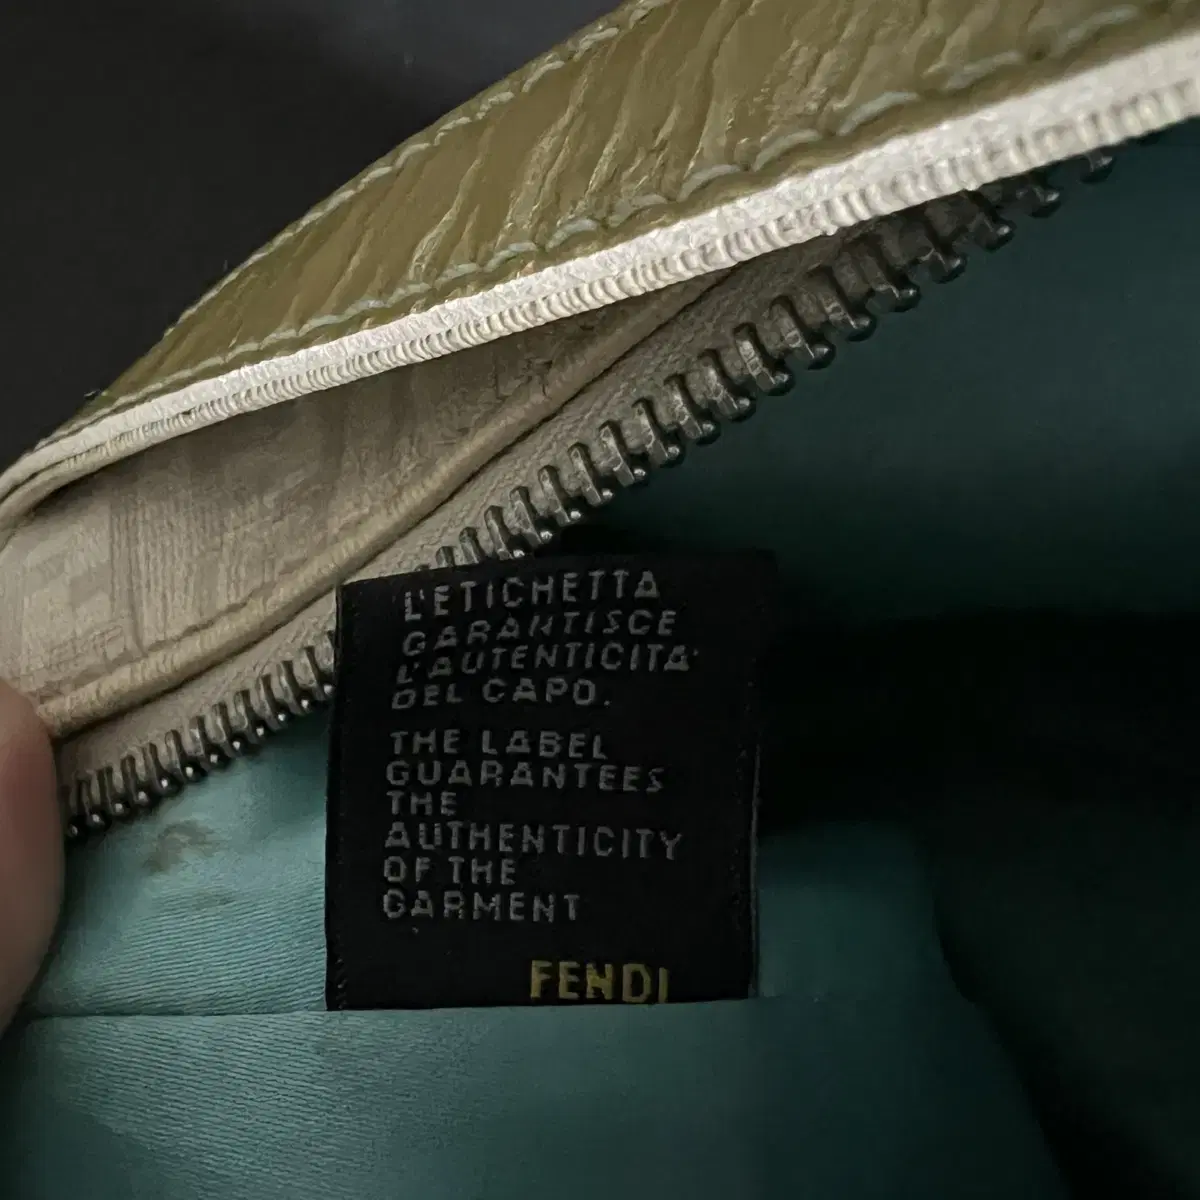 L'ETICHETTA
GARANTISCE
L'AUTENTICITA'
DEL CAPO.
THE LABEL
GUARANTEES
THE
AUTHENTICITY
OF THE
GARMENT
FENDI